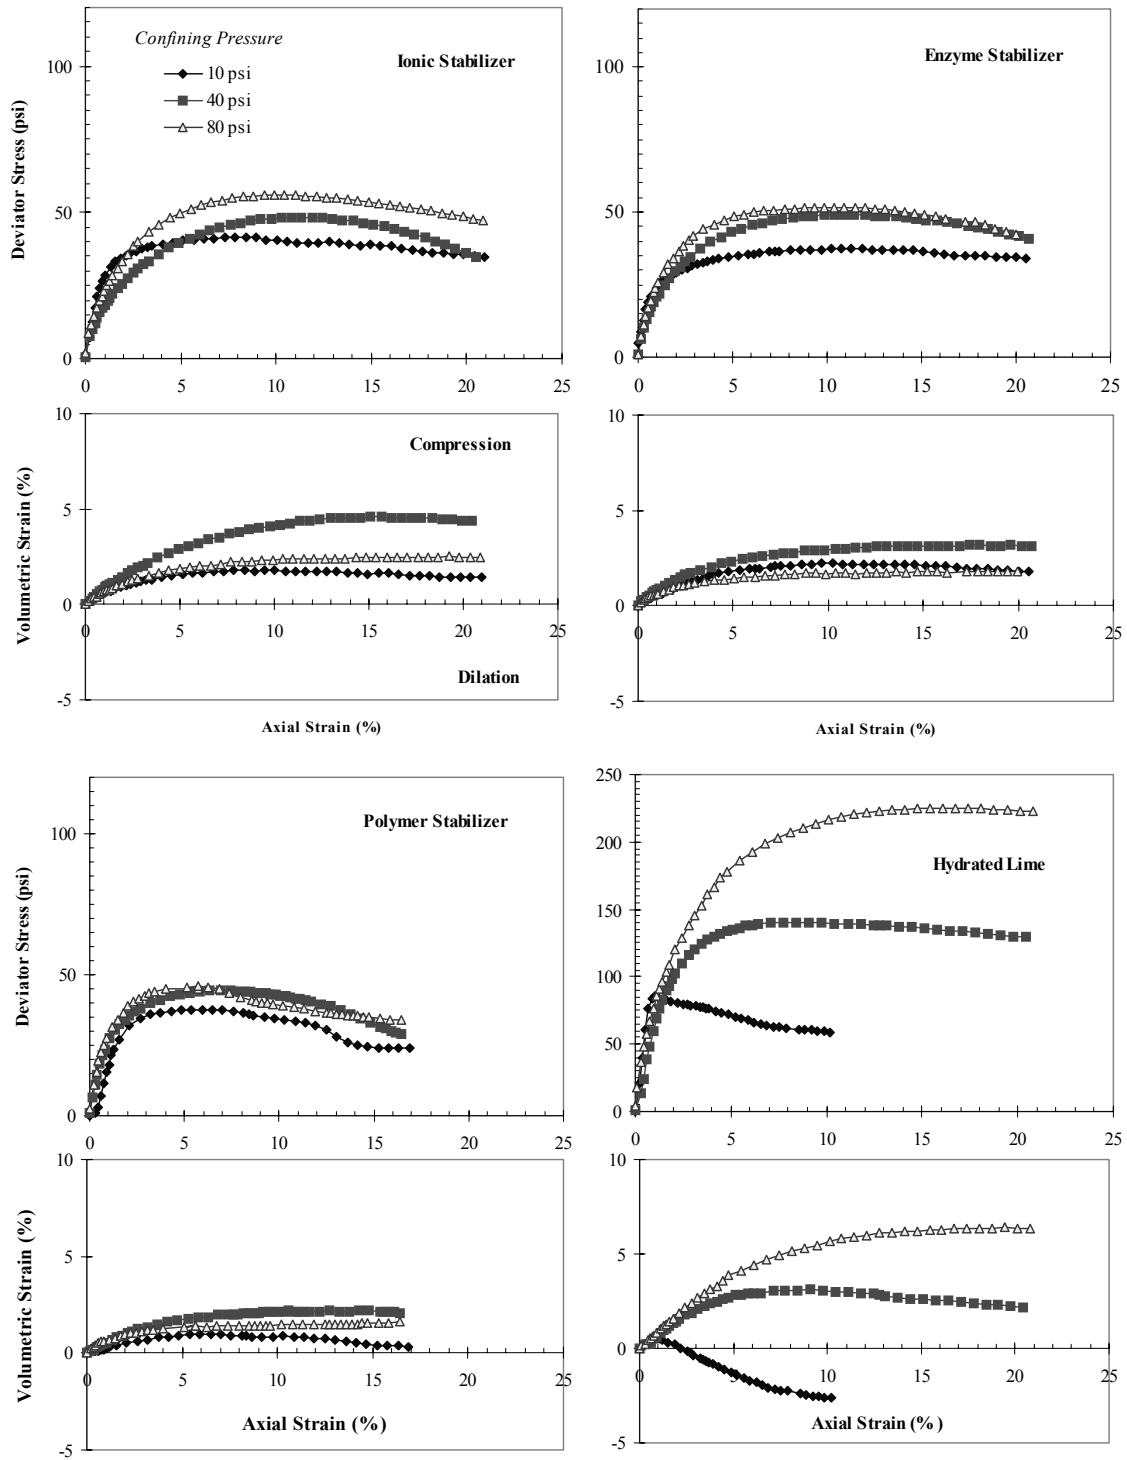 Confining Pressure
10 psi
40 psi
80 psi
Ionic Stabilizer
Deviator Stress (psi)
100
50
0
0 5 10 15 20 25
Enzyme Stabilizer
100
50
0
0 5 10 15 20 25
Compression
Dilation
Volumetric Strain (%)
10
5
0
-5
0 5 10 15 20 25
Axial Strain (%)
10
5
0
-5
0 5 10 15 20 25
Axial Strain (%)
Polymer Stabilizer
Deviator Stress (psi)
100
50
0
0 5 10 15 20 25
Hydrated Lime
250
200
150
100
50
0
0 5 10 15 20 25
Volumetric Strain (%)
10
5
0
-5
0 5 10 15 20 25
Axial Strain (%)
10
5
0
-5
0 5 10 15 20 25
Axial Strain (%)